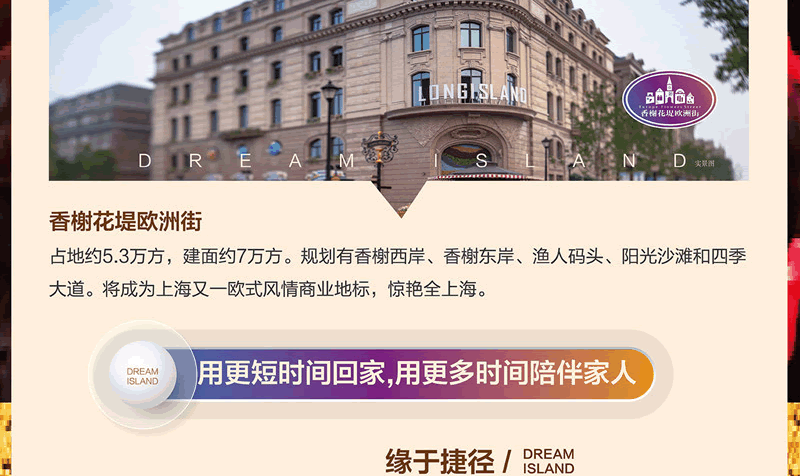 LONGISLAND
Europe Flower Street
香榭花堤欧洲街
DREAM ISLAND
实景图
香榭花堤欧洲街
占地约5.3万方，建面约7万方。规划有香榭西岸、香榭东岸、渔人码头、阳光沙滩和四季
大道。将成为上海又一欧式风情商业地标，惊艳全上海。
DREAM
ISLAND
用更短时间回家,用更多时间陪伴家人
缘于捷径 / DREAM
ISLAND